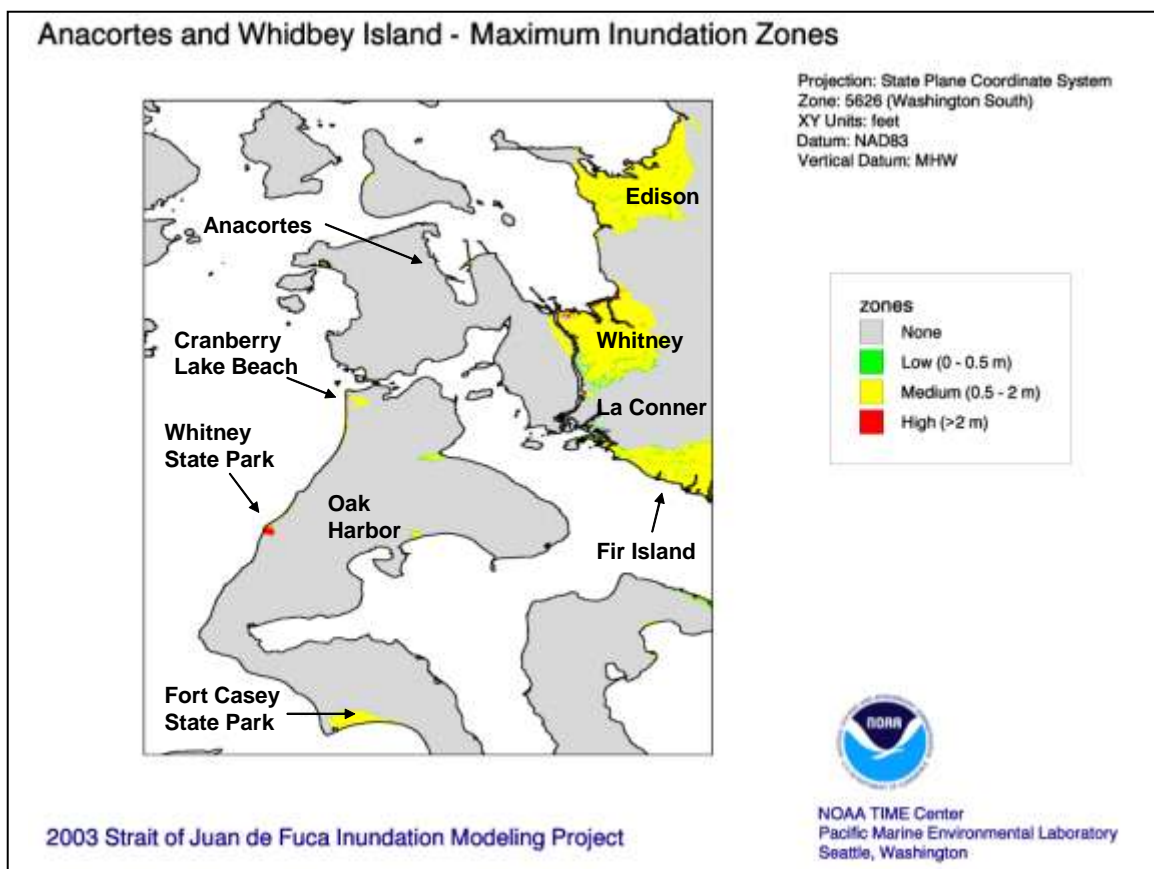 Anacortes and Whidbey Island - Maximum Inundation Zones
Projection: State Plane Coordinate System
Zone: 5626 (Washington South)
XY Units: feet
Datum: NAD83
Vertical Datum: MHW
Edison
Anacortes
Whitney
Cranberry
Lake Beach
La Conner
Whitney
State Park
Oak
Harbor
Fir Island
Fort Casey
State Park
zones
None
Low (0 - 0.5 m)
Medium (0.5 - 2 m)
High (>2 m)
NOAA
2003 Strait of Juan de Fuca Inundation Modeling Project
NOAA TIME Center
Pacific Marine Environmental Laboratory
Seattle, Washington